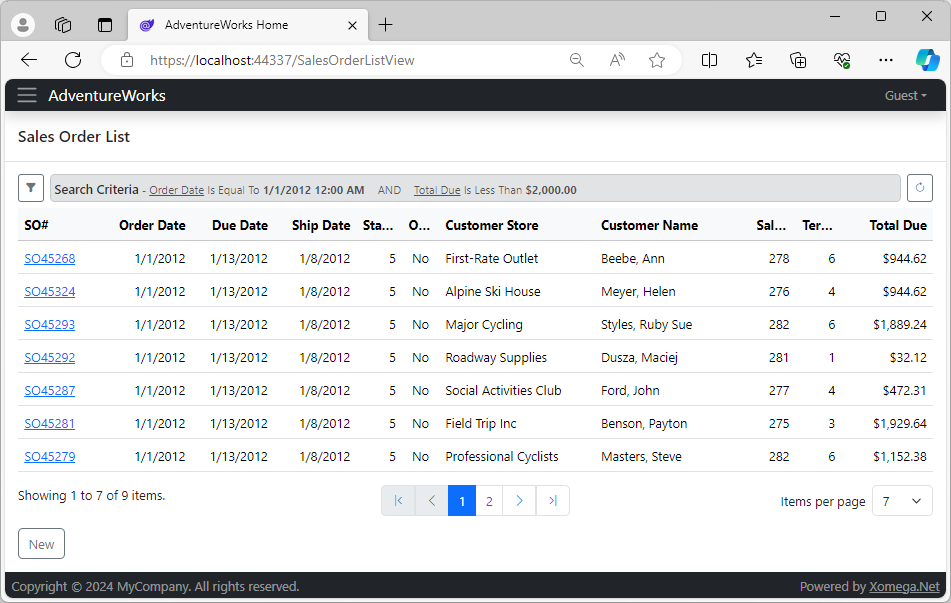 AdventureWorks Home
https://localhost:44337/SalesOrderListView
AdventureWorks Guest
Sales Order List
Search Criteria - Order Date Is Equal To 1/1/2012 12:00 AM AND Total Due Is Less Than $2,000.00
SO# Order Date Due Date Ship Date Sta... O... Customer Store Customer Name Sal... Ter... Total Due
SO45268 1/1/2012 1/13/2012 1/8/2012 5 No First-Rate Outlet Beebe, Ann 278 6 $944.62
SO45324 1/1/2012 1/13/2012 1/8/2012 5 No Alpine Ski House Meyer, Helen 276 4 $944.62
SO45293 1/1/2012 1/13/2012 1/8/2012 5 No Major Cycling Styles, Ruby Sue 282 6 $1,889.24
SO45292 1/1/2012 1/13/2012 1/8/2012 5 No Roadway Supplies Dusza, Maciej 281 1 $32.12
SO45287 1/1/2012 1/13/2012 1/8/2012 5 No Social Activities Club Ford, John 277 4 $472.31
SO45281 1/1/2012 1/13/2012 1/8/2012 5 No Field Trip Inc Benson, Payton 275 3 $1,929.64
SO45279 1/1/2012 1/13/2012 1/8/2012 5 No Professional Cyclists Masters, Steve 282 6 $1,152.38
Showing 1 to 7 of 9 items. 1 2 Items per page 7
New
Copyright © 2024 MyCompany. All rights reserved. Powered by Xomega.Net